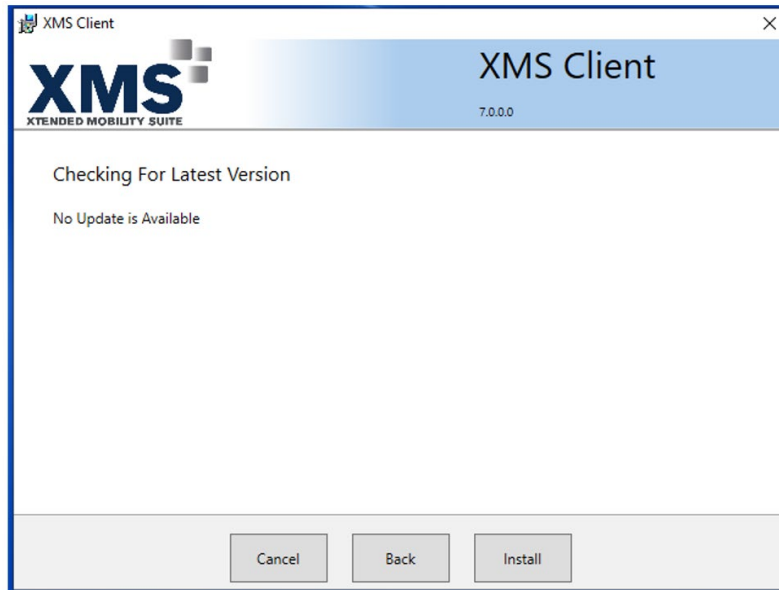 XMS Client
XMS
XTENDED MOBILITY SUITE
XMS Client
7.0.0.0
Checking For Latest Version
No Update is Available
Cancel Back Install